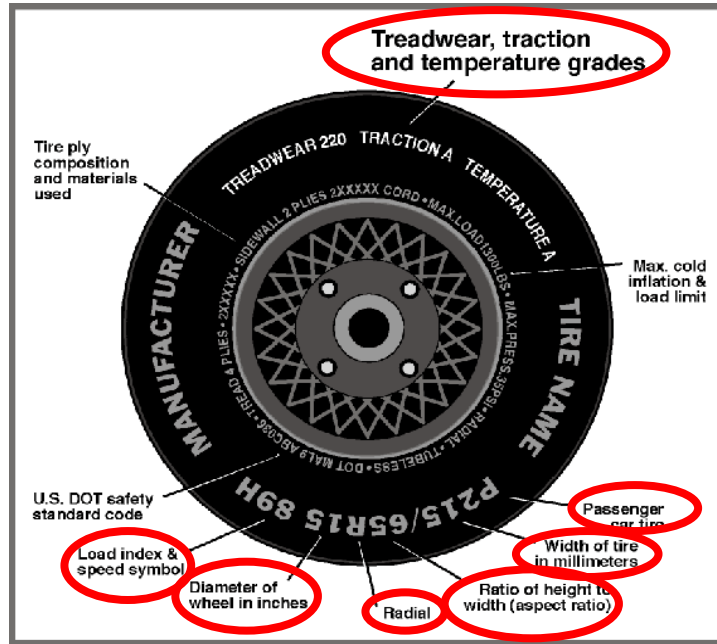 Treadwear, traction
and temperature grades
Tire ply
composition
and materials
used
TREADWEAR 220 TRACTION A TEMPERATURE A
SIDEWALL 2 PLIES 2XXXXX CORD • MAX.LOAD1300LBS • MAX.PRESS.35PSI • RADIAL • TUBELESS • DOT MAL9 ABC036 • TREAD 4 PLIES • 2XXXXX •
MANUFACTURER
TIRE NAME
Max. cold
inflation &
load limit
P215/65R15 89H
U.S. DOT safety
standard code
Load index &
speed symbol
Diameter of
wheel in inches
Radial
Ratio of height to
width (aspect ratio)
Width of tire
in millimeters
Passenger
car tire